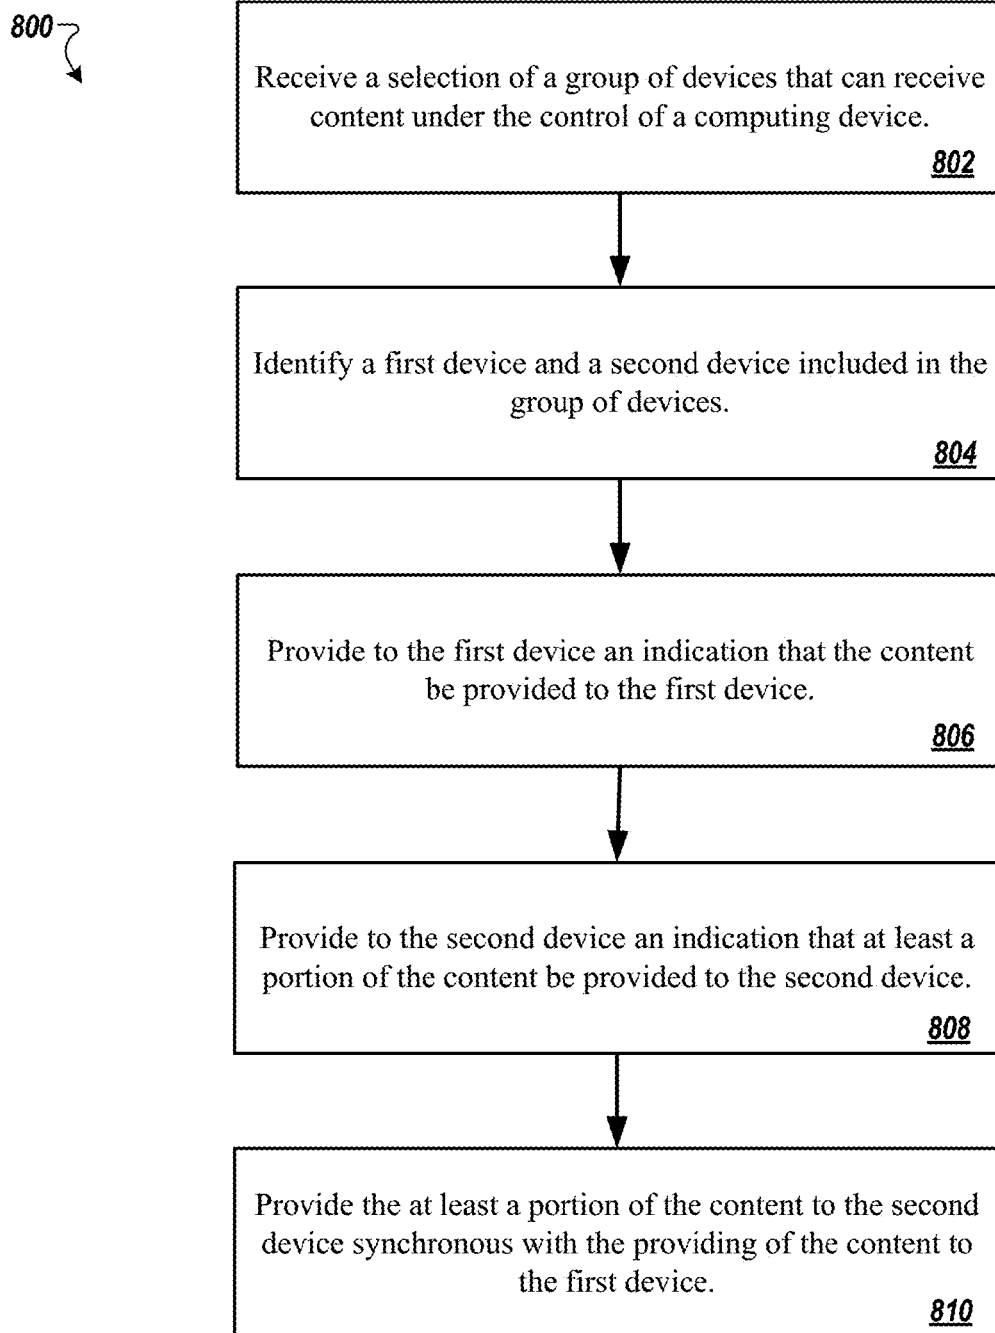 800
Receive a selection of a group of devices that can receive
content under the control of a computing device.
802
Identify a first device and a second device included in the
group of devices.
804
Provide to the first device an indication that the content
be provided to the first device.
806
Provide to the second device an indication that at least a
portion of the content be provided to the second device.
808
Provide the at least a portion of the content to the second
device synchronous with the providing of the content to
the first device.
810